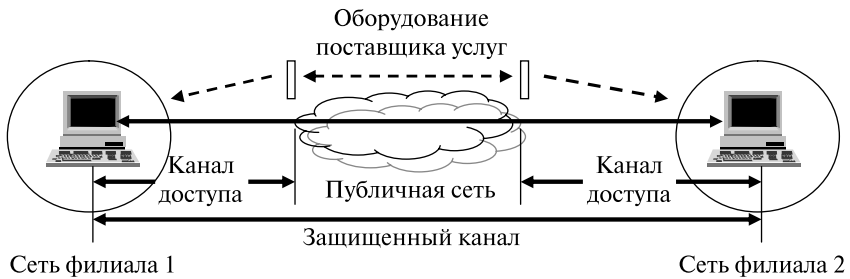 Оборудование
поставщика услуг
Канал
доступа
Публичная сеть
Канал
доступа
Защищенный канал
Сеть филиала 1
Сеть филиала 2